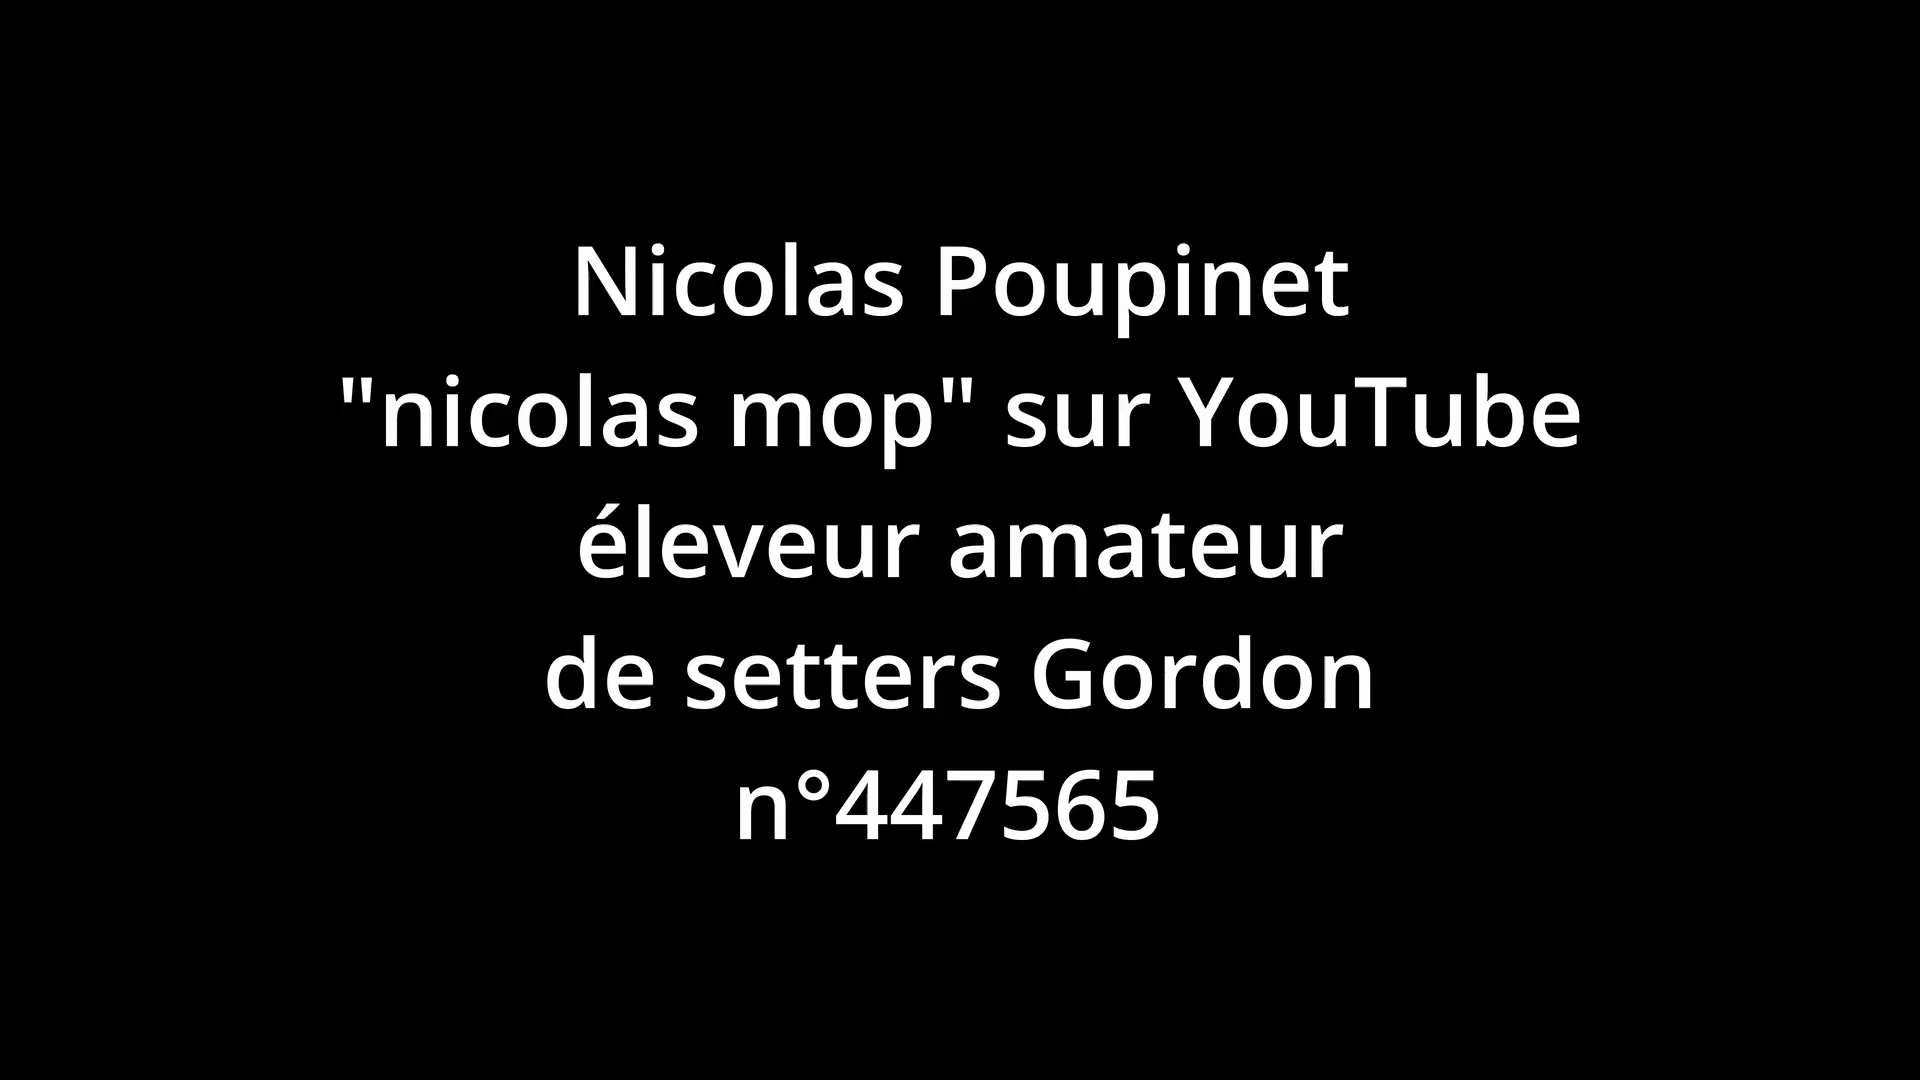 Nicolas Poupinet
"nicolas mop" sur YouTube
éleveur amateur
de setters Gordon
n°447565